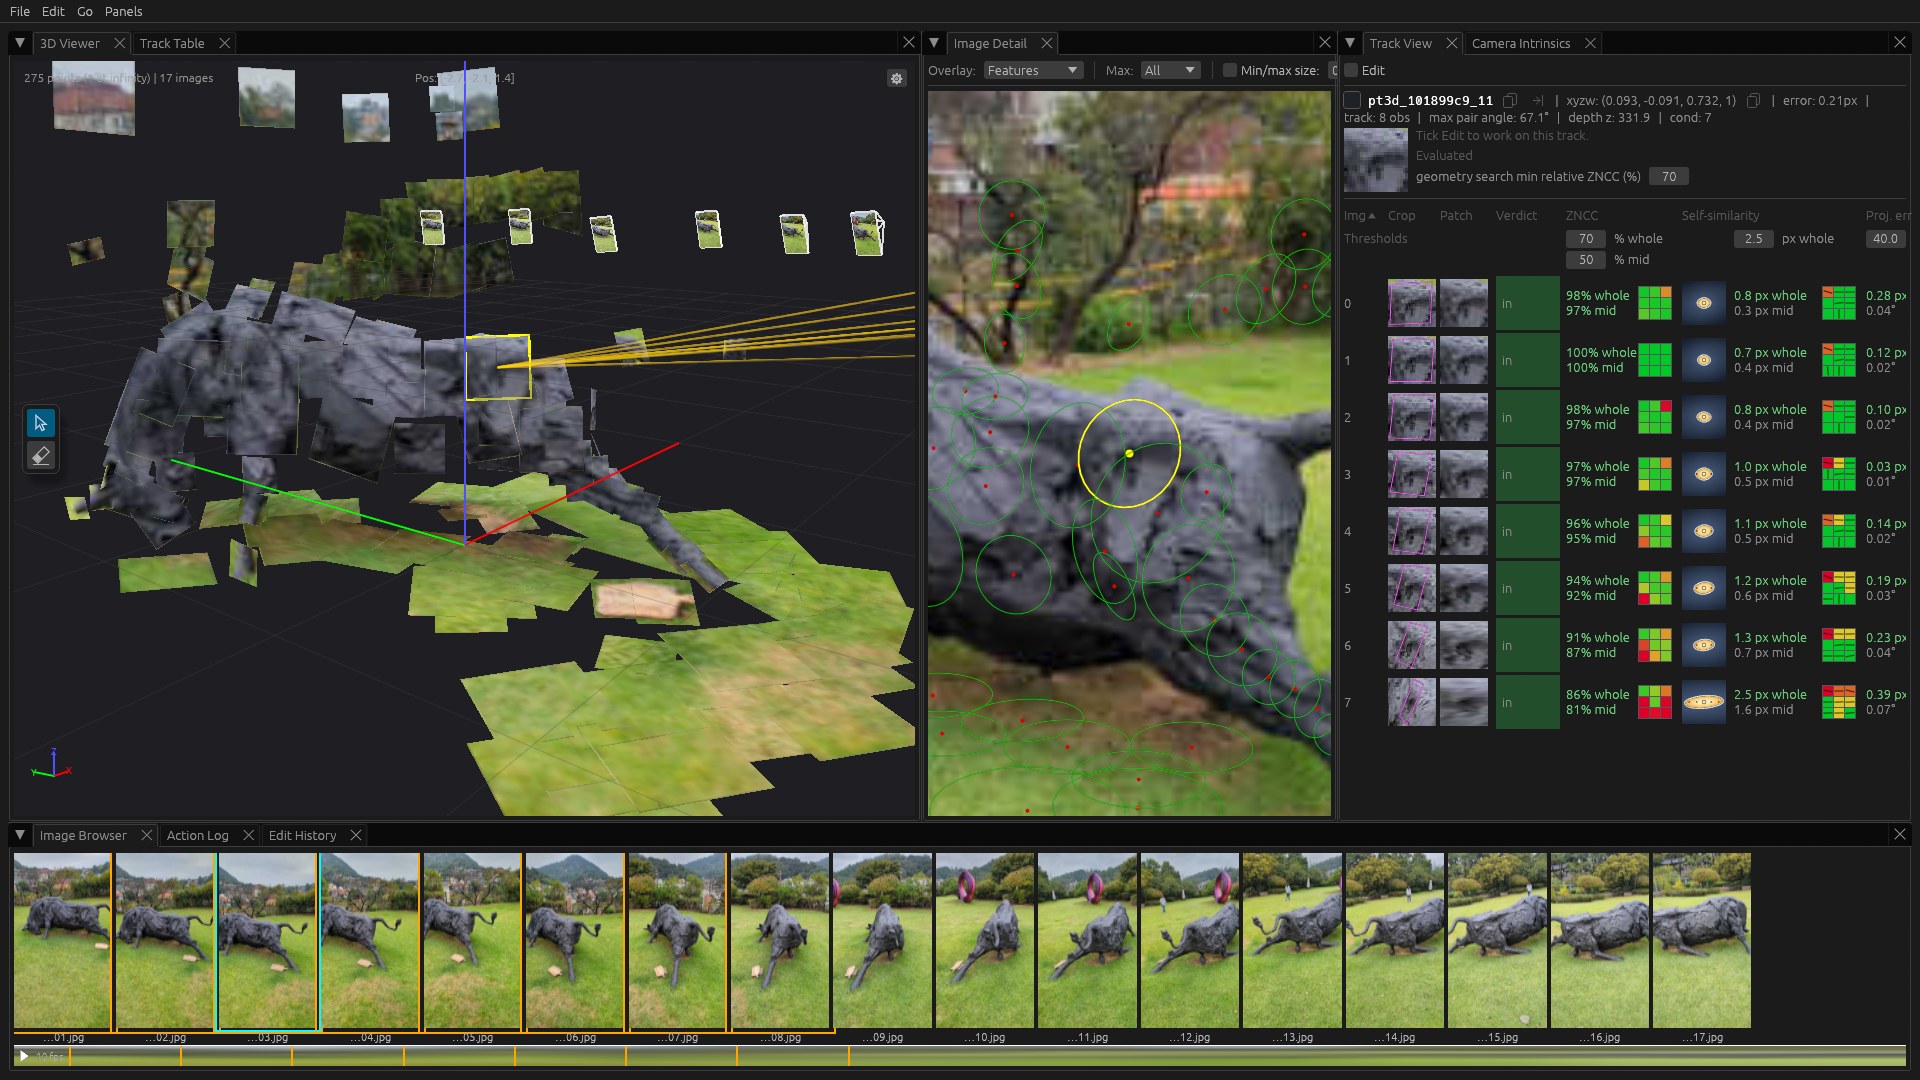 File Edit Go Panels
3D Viewer
Track Table
Image Detail
Track View
Camera Intrinsics
infinity) | 17 images
Overlay: Features
Max: All
Min/max size:
Edit
pt3d_101899c9_11 | xyzw: (0.093, -0.091, 0.732, 1) | error: 0.21px |
track: 8 obs | max pair angle: 67.1° | depth z: 331.9 | cond: 7
Tick Edit to work on this track.
Evaluated
geometry search min relative ZNCC (%) 70
Img Crop Patch Verdict ZNCC Self-similarity Proj. err
Thresholds 70 % whole 2.5 px whole 40.0
50 % mid
0 in 98% whole 0.8 px whole 0.28 px
97% mid 0.3 px mid 0.04°
1 in 100% whole 0.7 px whole 0.12 px
100% mid 0.4 px mid 0.02°
2 in 98% whole 0.8 px whole 0.10 px
97% mid 0.4 px mid 0.02°
3 in 97% whole 1.0 px whole 0.03 px
97% mid 0.5 px mid 0.01°
4 in 96% whole 1.1 px whole 0.14 px
95% mid 0.5 px mid 0.02°
5 in 94% whole 1.2 px whole 0.19 px
92% mid 0.6 px mid 0.03°
6 in 91% whole 1.3 px whole 0.23 px
87% mid 0.7 px mid 0.04°
7 in 86% whole 2.5 px whole 0.39 px
81% mid 1.6 px mid 0.07°
z
y x
Image Browser
Action Log
Edit History
...01.jpg ...02.jpg ...03.jpg ...04.jpg ...05.jpg ...06.jpg ...07.jpg ...08.jpg ...09.jpg ...10.jpg ...11.jpg ...12.jpg ...13.jpg ...14.jpg ...15.jpg ...16.jpg ...17.jpg
10 fps